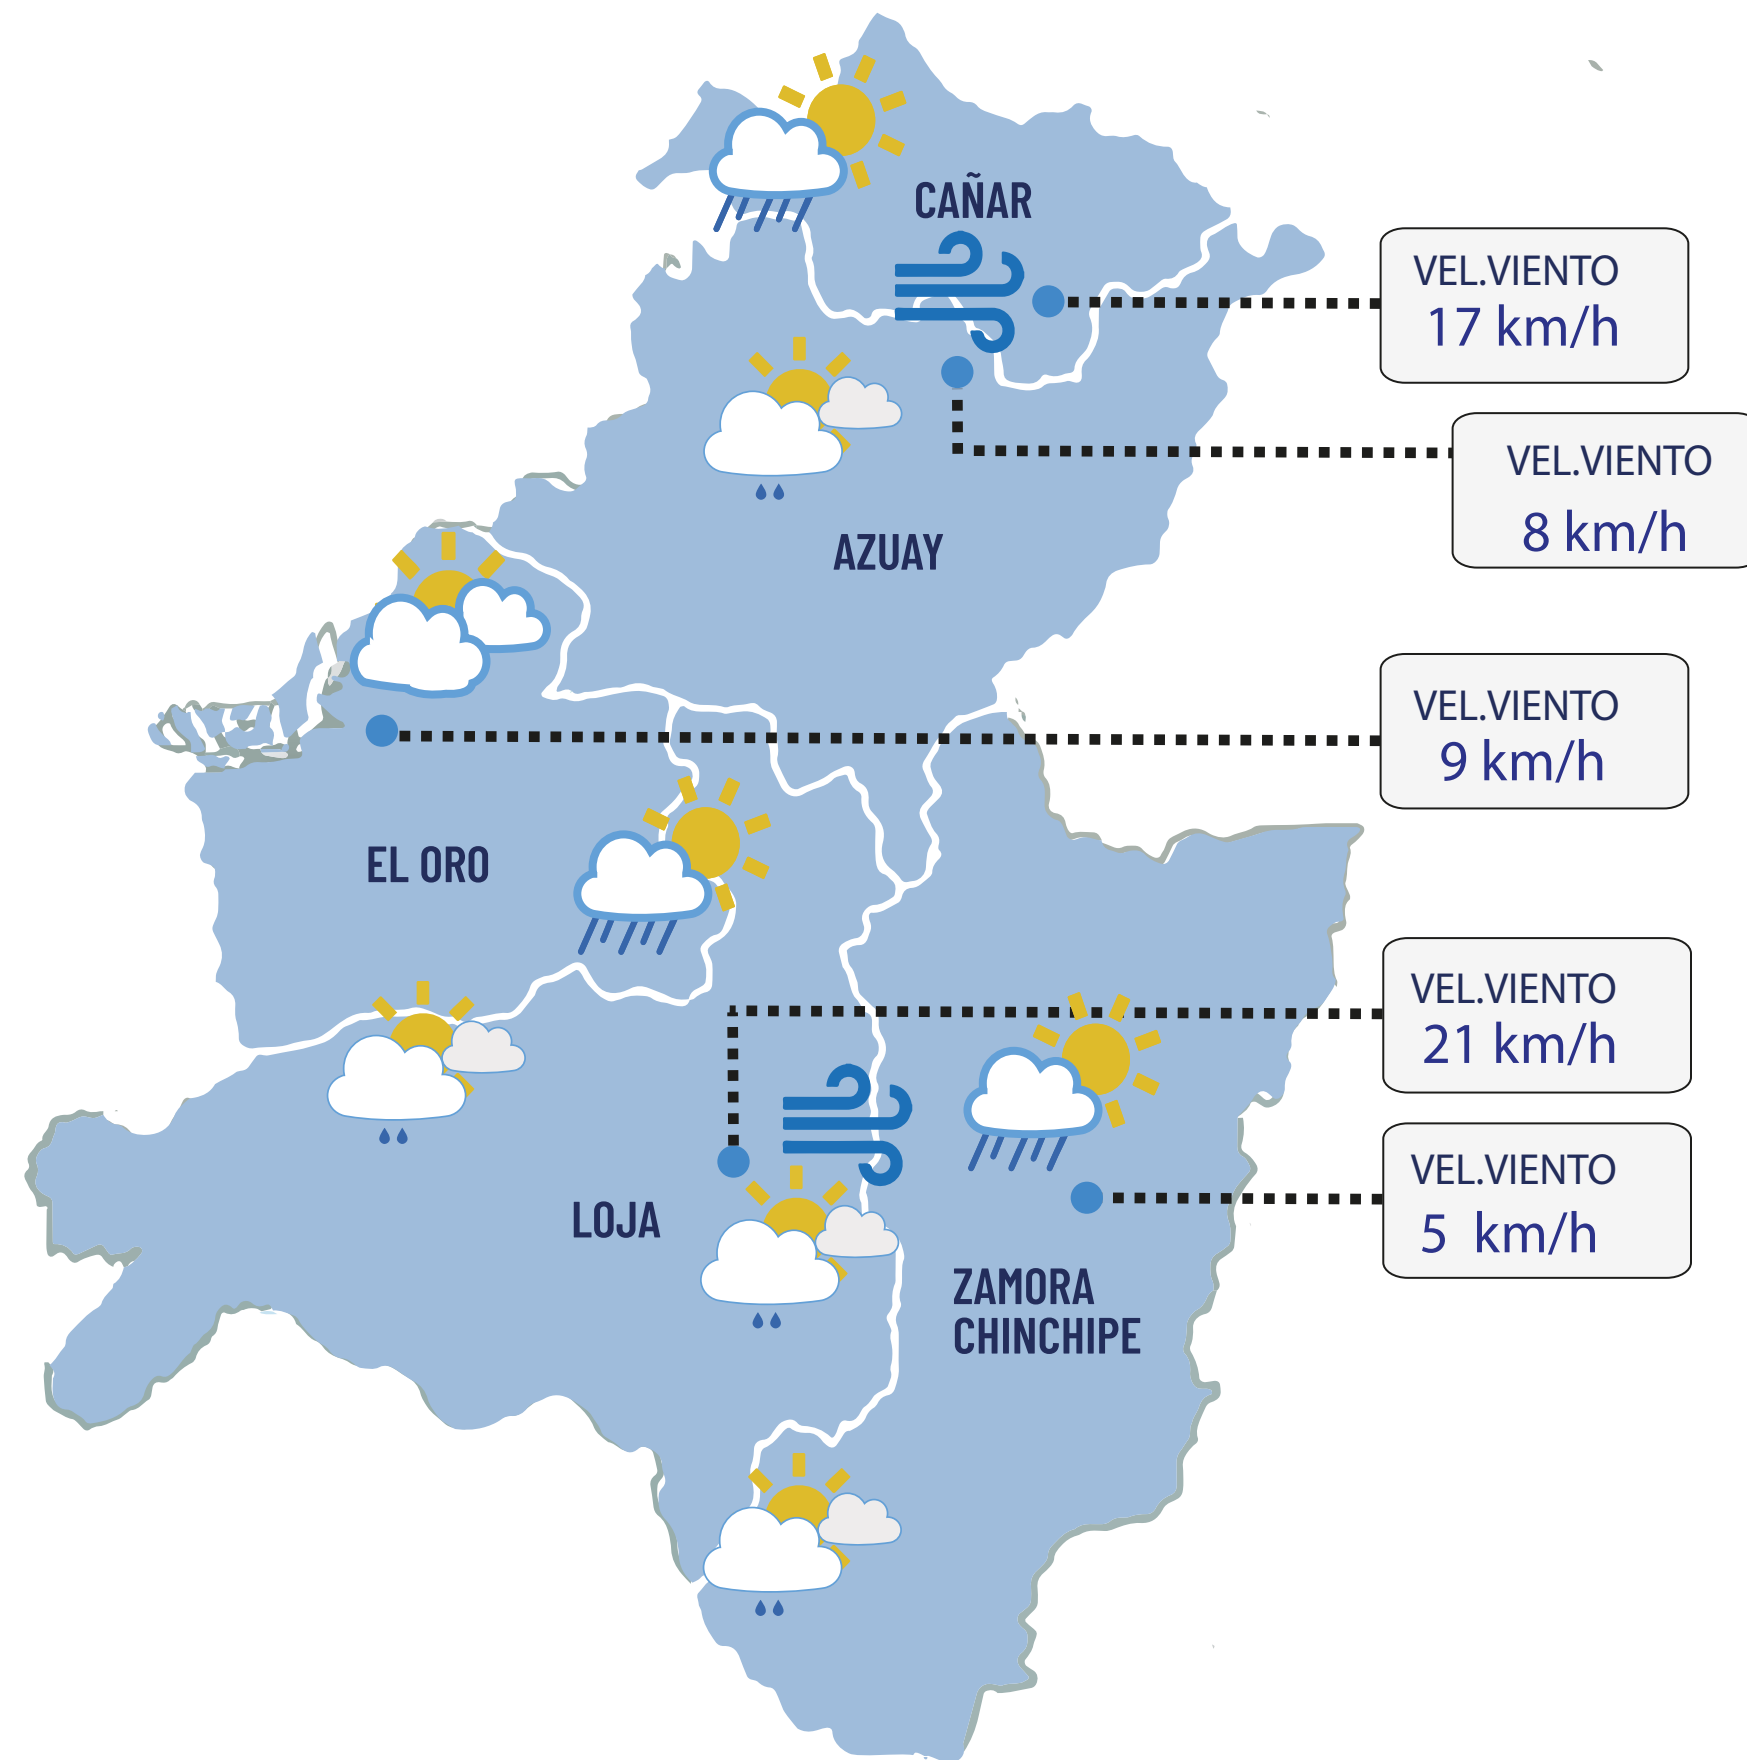 CAÑAR
VEL.VIENTO
17 km/h
VEL.VIENTO
8 km/h
AZUAY
VEL.VIENTO
9 km/h
EL ORO
VEL.VIENTO
21 km/h
VEL.VIENTO
5 km/h
LOJA
ZAMORA
CHINCHIPE